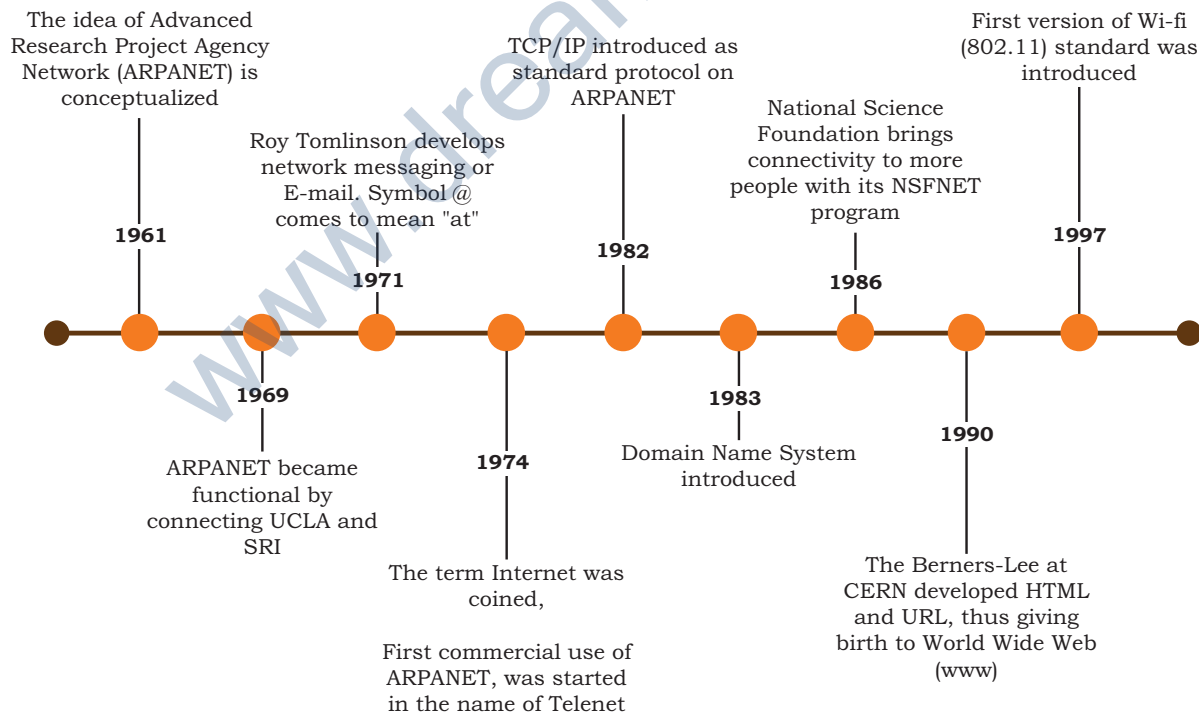 The idea of Advanced
Research Project Agency
Network (ARPANET) is
conceptualized
1961
ARPANET became
functional by
connecting UCLA and
SRI
1969
Roy Tomlinson develops
network messaging or
E-mail. Symbol @
comes to mean "at"
1971
1974
The term Internet was
coined,
First commercial use of
ARPANET, was started
in the name of Telenet
TCP/IP introduced as
standard protocol on
ARPANET
1982
1983
Domain Name System
introduced
National Science
Foundation brings
connectivity to more
people with its NSFNET
program
1986
1990
The Berners-Lee at
CERN developed HTML
and URL, thus giving
birth to World Wide Web
(www)
First version of Wi-fi
(802.11) standard was
introduced
1997